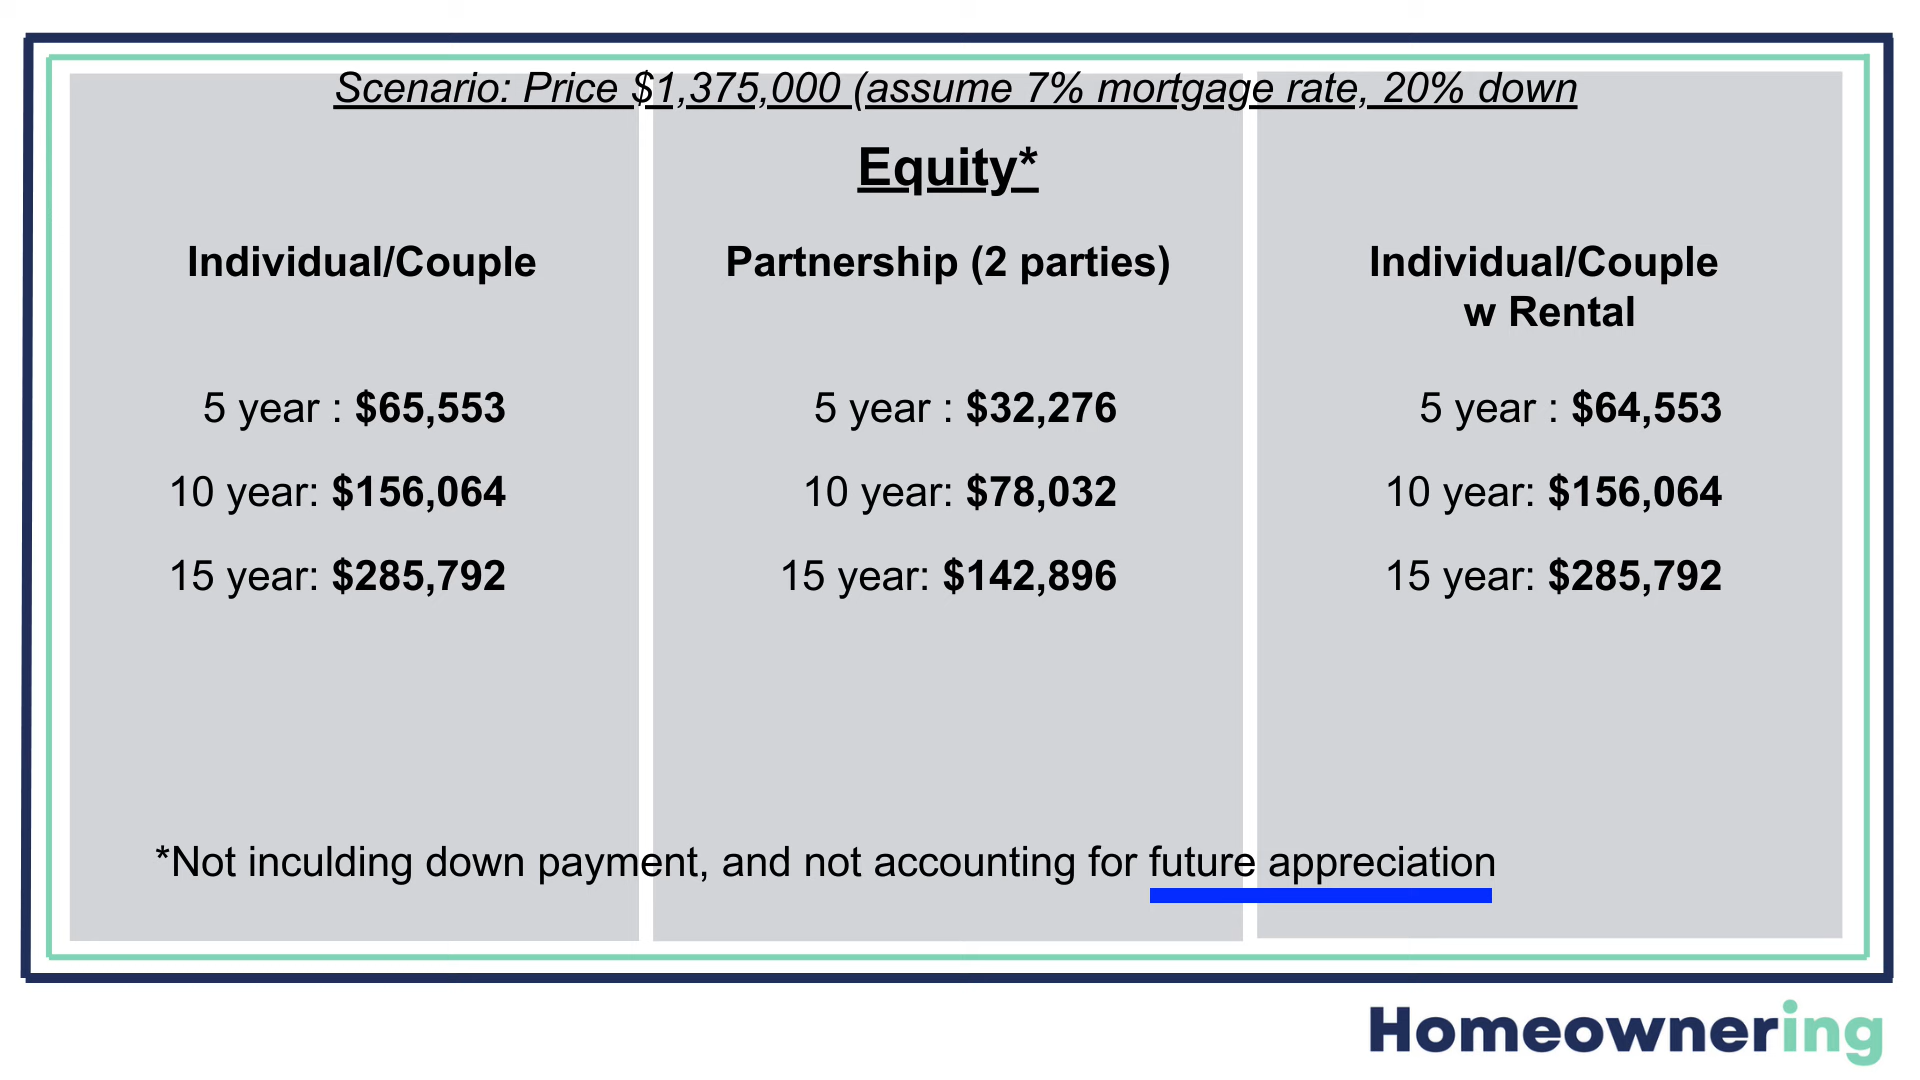 Scenario: Price $1,375,000 (assume 7% mortgage rate, 20% down
Equity*
Individual/Couple
5 year : $65,553
10 year: $156,064
15 year: $285,792
Partnership (2 parties)
5 year : $32,276
10 year: $78,032
15 year: $142,896
Individual/Couple
w Rental
5 year : $64,553
10 year: $156,064
15 year: $285,792
*Not inculding down payment, and not accounting for future appreciation
Homeownering